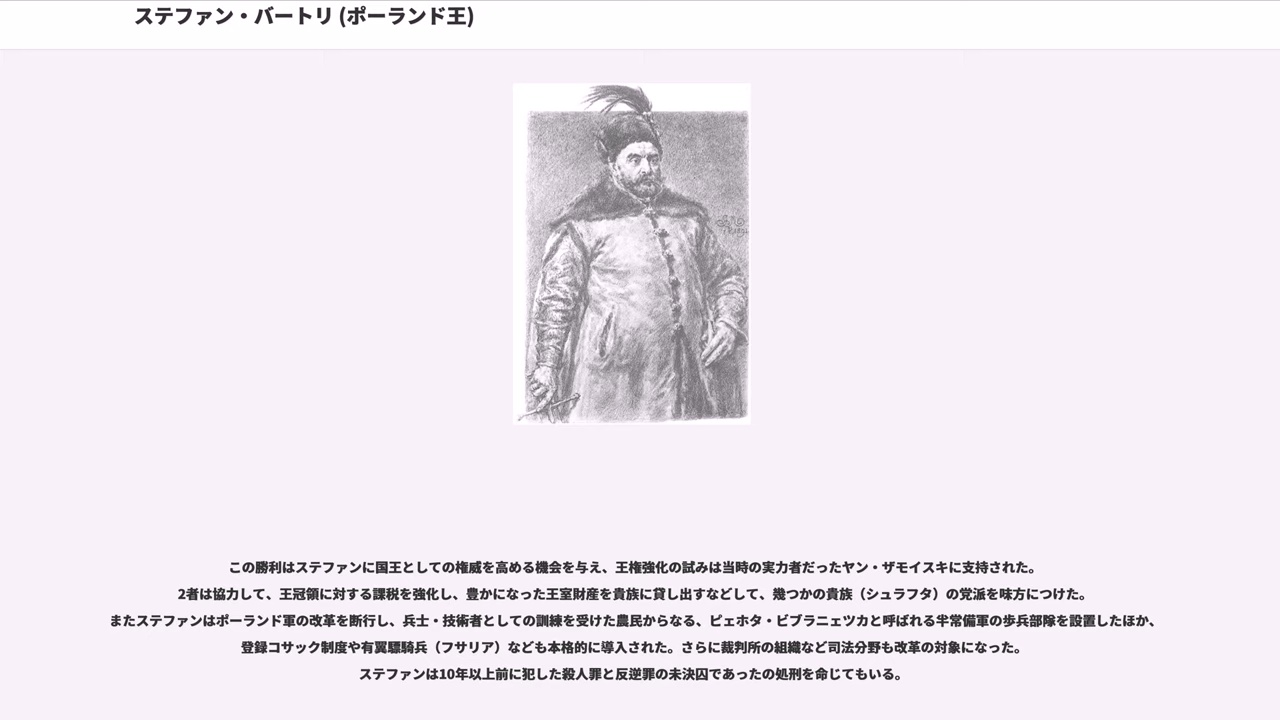 ステファン・バートリ (ポーランド王)
この勝利はステファンに国王としての権威を高める機会を与え、王権強化の試みは当時の実力者だったヤン・ザモイスキに支持された。
2者は協力して、王冠領に対する課税を強化し、豊かになった王室財産を貴族に貸し出すなどして、幾つかの貴族（シュラフタ）の党派を味方につけた。
またステファンはポーランド軍の改革を断行し、兵士・技術者としての訓練を受けた農民からなる、ピェホタ・ビブラニェツカと呼ばれる半常備軍の歩兵部隊を設置したほか、
登録コサック制度や有翼驃騎兵（フサリア）なども本格的に導入された。さらに裁判所の組織など司法分野も改革の対象になった。
ステファンは10年以上前に犯した殺人罪と反逆罪の未決囚であったの処刑を命じてもいる。